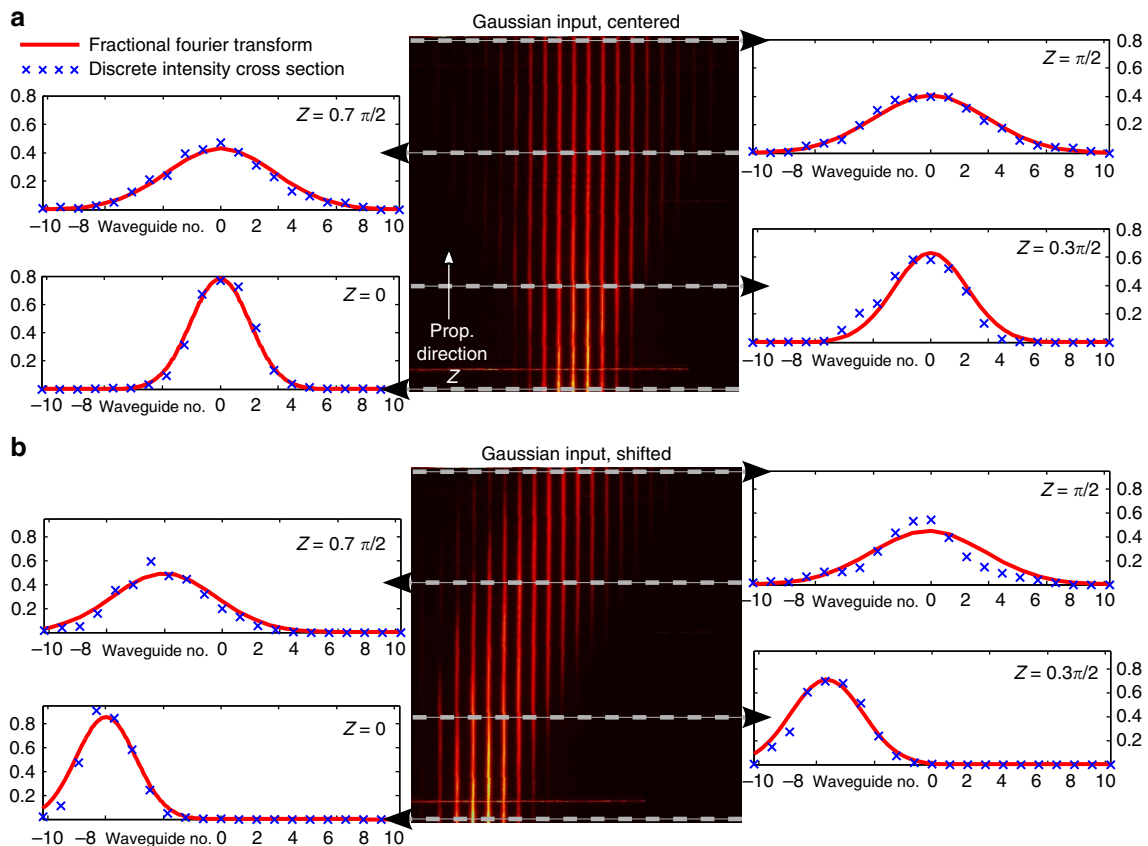 a
Gaussian input, centered
Fractional fourier transform
Discrete intensity cross section
0.8
0.6
0.4
0.2
Z = 0.7 π/2
–10 –8 Waveguide no. 0 2 4 6 8 10
0.8
0.6
0.4
0.2
Z = 0
–10 –8 Waveguide no. 0 2 4 6 8 10
Prop.
direction
Z
Z = π/2
0.8
0.6
0.4
0.2
–10 –8 Waveguide no. 0 2 4 6 8 10
Z = 0.3π/2
0.8
0.6
0.4
0.2
–10 –8 Waveguide no. 0 2 4 6 8 10
b
Gaussian input, shifted
0.8
0.6
0.4
0.2
Z = 0.7 π/2
–10 –8 Waveguide no. 0 2 4 6 8 10
0.8
0.6
0.4
0.2
Z = 0
–10 –8 Waveguide no. 0 2 4 6 8 10
Z = π/2
0.8
0.6
0.4
0.2
–10 –8 Waveguide no. 0 2 4 6 8 10
Z = 0.3π/2
0.8
0.6
0.4
0.2
–10 –8 Waveguide no. 0 2 4 6 8 10